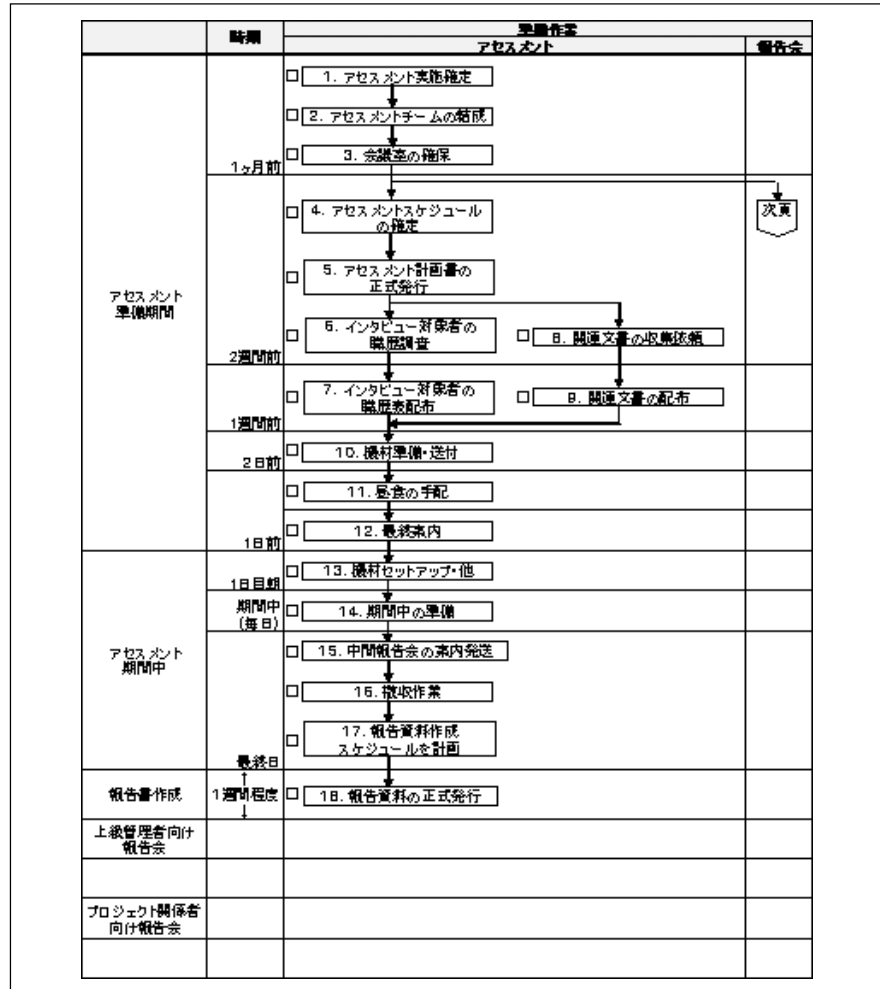 時期
準備作業
アセスメント
報告会
アセスメント
準備期間
1ヶ月前
□ 1. アセスメント実施確定
□ 2. アセスメントチームの結成
□ 3. 会議室の確保
2週間前
□ 4. アセスメントスケジュール
の確定
次頁
□ 5. アセスメント計画書の
正式発行
□ 6. インタビュー対象者の
職歴調査
□ 8. 関連文書の収集依頼
1週間前
□ 7. インタビュー対象者の
職歴表配布
□ 9. 関連文書の配布
2日前
□ 10. 機材準備・送付
1日前
□ 11. 昼食の手配
□ 12. 最終案内
アセスメント
期間中
1日目朝
□ 13. 機材セットアップ・他
期間中
(毎日)
□ 14. 期間中の準備
最終日
□ 15. 中間報告会の案内発送
□ 16. 撤収作業
□ 17. 報告資料作成
スケジュールを計画
報告書作成
1週間程度
□ 18. 報告資料の正式発行
上級管理者向け
報告会
プロジェクト関係者
向け報告会